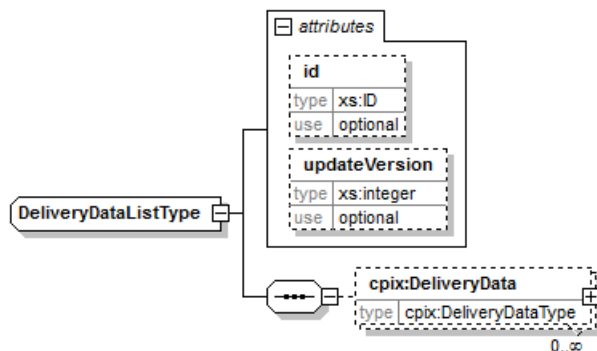 attributes
id
type xs:ID
use optional
updateVersion
type xs:integer
use optional
DeliveryDataListType
cpix:DeliveryData
type cpix:DeliveryDataType
0..∞